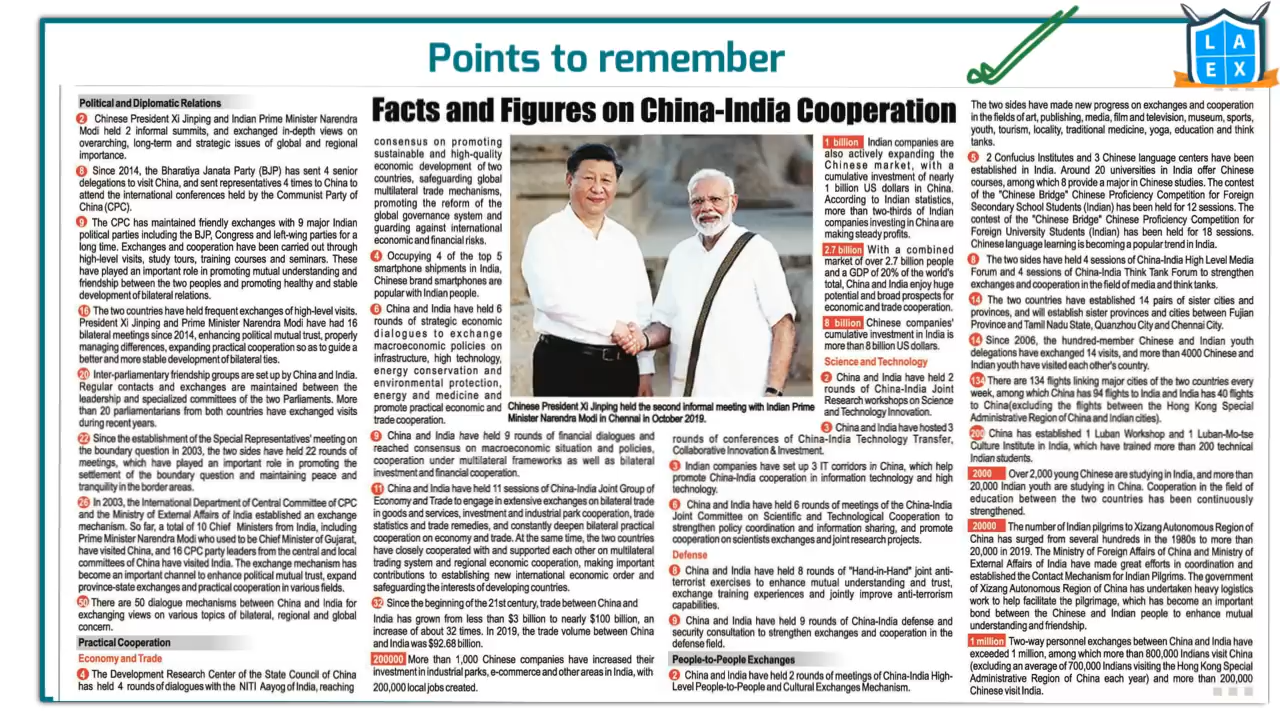 Points to remember
L A
E X
Political and Diplomatic Relations
2 Chinese President Xi Jinping and Indian Prime Minister Narendra
Modi held 2 informal summits, and exchanged in-depth views on
overarching, long-term and strategic issues of global and regional
importance.
8 Since 2014, the Bharatiya Janata Party (BJP) has sent 4 senior
delegations to visit China, and sent representatives 4 times to China to
attend the international conferences held by the Communist Party of
China (CPC).
9 The CPC has maintained friendly exchanges with 9 major Indian
political parties including the BJP, Congress and left-wing parties for a
long time. Exchanges and cooperation have been carried out through
high-level visits, study tours, training courses and seminars. These
have played an important role in promoting mutual understanding and
friendship between the two peoples and promoting healthy and stable
development of bilateral relations.
16 The two countries have held frequent exchanges of high-level visits.
President Xi Jinping and Prime Minister Narendra Modi have had 16
bilateral meetings since 2014, enhancing political mutual trust, properly
managing differences, expanding practical cooperation so as to guide a
better and more stable development of bilateral ties.
20 Inter-parliamentary friendship groups are set up by China and India.
Regular contacts and exchanges are maintained between the
leadership and specialized committees of the two Parliaments. More
than 20 parliamentarians from both countries have exchanged visits
during recent years.
22 Since the establishment of the Special Representatives' meeting on
the boundary question in 2003, the two sides have held 22 rounds of
meetings, which have played an important role in promoting the
settlement of the boundary question and maintaining peace and
tranquility in the border areas.
26 In 2003, the International Department of Central Committee of CPC
and the Ministry of External Affairs of India established an exchange
mechanism. So far, a total of 10 Chief Ministers from India, including
Prime Minister Narendra Modi who used to be Chief Minister of Gujarat,
have visited China, and 16 CPC party leaders from the central and local
committees of China have visited India. The exchange mechanism has
become an important channel to enhance political mutual trust, expand
province-state exchanges and practical cooperation in various fields.
50 There are 50 dialogue mechanisms between China and India for
exchanging views on various topics of bilateral, regional and global
concern.
Practical Cooperation
Economy and Trade
4 The Development Research Center of the State Council of China
has held 4 rounds of dialogues with the NITI Aayog of India, reaching
Facts and Figures on China-India Cooperation
consensus on promoting
sustainable and high-quality
economic development of two
countries, safeguarding global
multilateral trade mechanisms,
promoting the reform of the
global governance system and
guarding against international
economic and financial risks.
4 Occupying 4 of the top 5
smartphone shipments in India,
Chinese brand smartphones are
popular with Indian people.
6 China and India have held 6
rounds of strategic economic
dialogues to exchange
macroeconomic policies on
infrastructure, high technology,
energy conservation and
environmental protection,
energy and medicine and
promote practical economic and
trade cooperation.
9 China and India have held 9 rounds of financial dialogues and
reached consensus on macroeconomic situation and policies,
cooperation under multilateral frameworks as well as bilateral
investment and financial cooperation.
11 China and India have held 11 sessions of China-India Joint Group of
Economy and Trade to engage in extensive exchanges on bilateral trade
in goods and services, investment and industrial park cooperation, trade
statistics and trade remedies, and constantly deepen bilateral practical
cooperation on economy and trade. At the same time, the two countries
have closely cooperated with and supported each other on multilateral
trading system and regional economic cooperation, making important
contributions to establishing new international economic order and
safeguarding the interests of developing countries.
32 Since the beginning of the 21st century, trade between China and
India has grown from less than $3 billion to nearly $100 billion, an
increase of about 32 times. In 2019, the trade volume between China
and India was $92.68 billion.
200000 More than 1,000 Chinese companies have increased their
investment in industrial parks, e-commerce and other areas in India, with
200,000 local jobs created.
Chinese President Xi Jinping held the second informal meeting with Indian Prime
Minister Narendra Modi in Chennai in October 2019.
1 billion Indian companies are
also actively expanding the
Chinese market, with a
cumulative investment of nearly
1 billion US dollars in China.
According to Indian statistics,
more than two-thirds of Indian
companies investing in China are
making steady profits.
2.7 billion With a combined
market of over 2.7 billion people
and a GDP of 20% of the world's
total, China and India enjoy huge
potential and broad prospects for
economic and trade cooperation.
8 billion Chinese companies'
cumulative investment in India is
more than 8 billion US dollars.
Science and Technology
2 China and India have held 2
rounds of China-India Joint
Research workshops on Science
and Technology Innovation.
3 China and India have hosted 3
rounds of conferences of China-India Technology Transfer,
Collaborative Innovation & Investment.
3 Indian companies have set up 3 IT corridors in China, which help
promote China-India cooperation in information technology and high
technology.
6 China and India have held 6 rounds of meetings of the China-India
Joint Committee on Scientific and Technological Cooperation to
strengthen policy coordination and information sharing, and promote
cooperation on scientists exchanges and joint research projects.
Defense
8 China and India have held 8 rounds of "Hand-in-Hand" joint anti-
terrorist exercises to enhance mutual understanding and trust,
exchange training experiences and jointly improve anti-terrorism
capabilities.
9 China and India have held 9 rounds of China-India defense and
security consultation to strengthen exchanges and cooperation in the
defense field.
People-to-People Exchanges
2 China and India have held 2 rounds of meetings of China-India High-
Level People-to-People and Cultural Exchanges Mechanism.
The two sides have made new progress on exchanges and cooperation
in the fields of art, publishing, media, film and television, museum, sports,
youth, tourism, locality, traditional medicine, yoga, education and think
tanks.
5 2 Confucius Institutes and 3 Chinese language centers have been
established in India. Around 20 universities in India offer Chinese
courses, among which 8 provide a major in Chinese studies. The contest
of the "Chinese Bridge" Chinese Proficiency Competition for Foreign
Secondary School Students (Indian) has been held for 12 sessions. The
contest of the "Chinese Bridge" Chinese Proficiency Competition for
Foreign University Students (Indian) has been held for 18 sessions.
Chinese language learning is becoming a popular trend in India.
8 The two sides have held 4 sessions of China-India High Level Media
Forum and 4 sessions of China-India Think Tank Forum to strengthen
exchanges and cooperation in the field of media and think tanks.
14 The two countries have established 14 pairs of sister cities and
provinces, and will establish sister provinces and cities between Fujian
Province and Tamil Nadu State, Quanzhou City and Chennai City.
14 Since 2006, the hundred-member Chinese and Indian youth
delegations have exchanged 14 visits, and more than 4000 Chinese and
Indian youth have visited each other's country.
134 There are 134 flights linking major cities of the two countries every
week, among which China has 94 flights to India and India has 40 flights
to China(excluding the flights between the Hong Kong Special
Administrative Region of China and Indian cities).
200 China has established 1 Luban Workshop and 1 Luban-Mo-tse
Culture Institute in India, which have trained more than 200 technical
Indian students.
2000 Over 2,000 young Chinese are studying in India, and more than
20,000 Indian youth are studying in China. Cooperation in the field of
education between the two countries has been continuously
strengthened.
20000 The number of Indian pilgrims to Xizang Autonomous Region of
China has surged from several hundreds in the 1980s to more than
20,000 in 2019. The Ministry of Foreign Affairs of China and Ministry of
External Affairs of India have made great efforts in coordination and
established the Contact Mechanism for Indian Pilgrims. The government
of Xizang Autonomous Region of China has undertaken heavy logistics
work to help facilitate the pilgrimage, which has become an important
bond between the Chinese and Indian people to enhance mutual
understanding and friendship.
1 million Two-way personnel exchanges between China and India have
exceeded 1 million, among which more than 800,000 Indians visit China
(excluding an average of 700,000 Indians visiting the Hong Kong Special
Administrative Region of China each year) and more than 200,000
Chinese visit India.